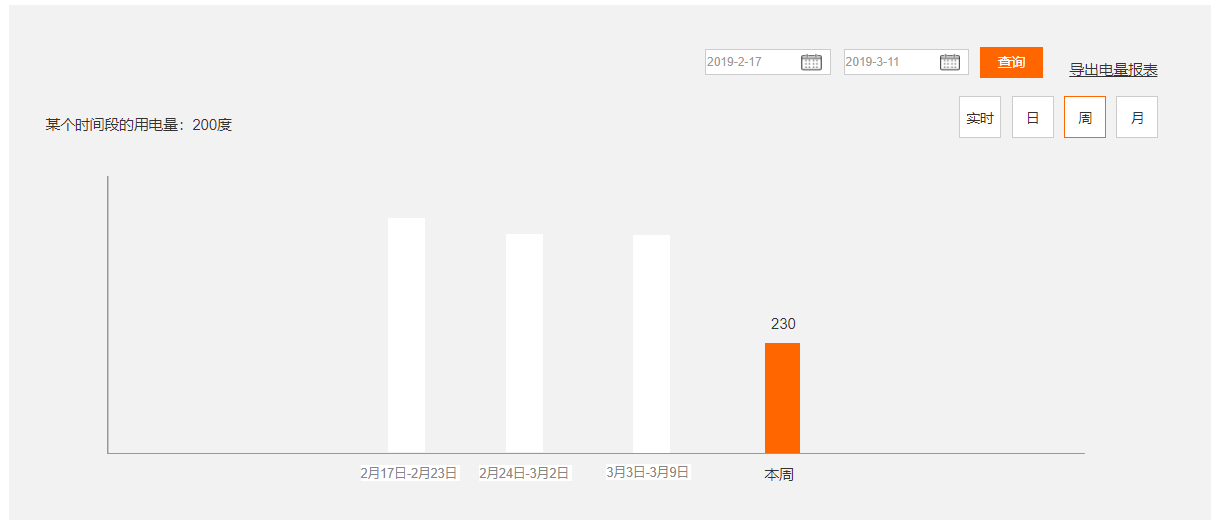 2019-2-17
2019-3-11
查询
导出电量报表
实时
日
周
月
某个时间段的用电量：200度
230
2月17日-2月23日
2月24日-3月2日
3月3日-3月9日
本周